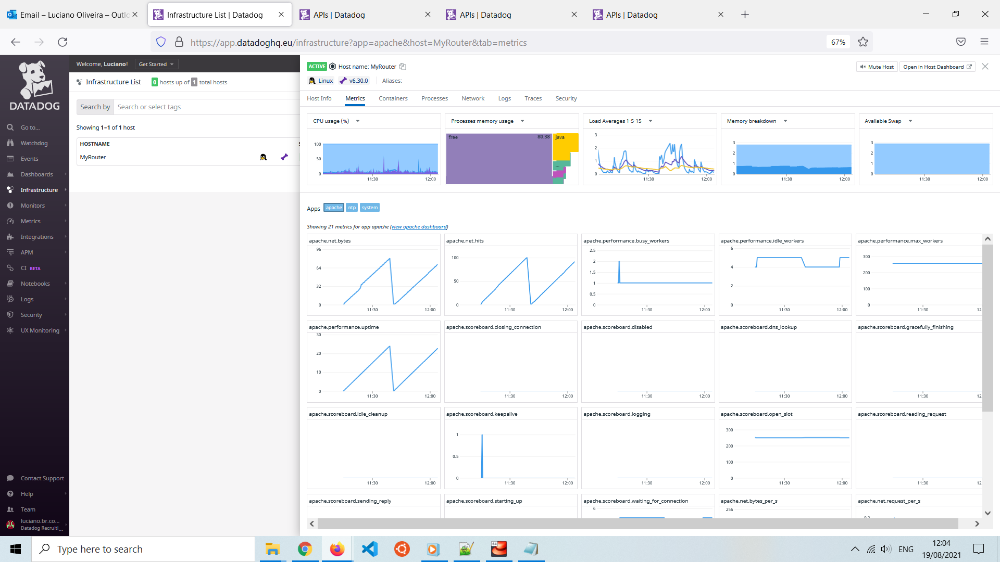 Email – Luciano Oliveira – Outlo
Infrastructure List | Datadog
APIs | Datadog
APIs | Datadog
APIs | Datadog
https://app.datadoghq.eu/infrastructure?app=apache&host=MyRouter&tab=metrics
67%
DATADOG
Go to...
Watchdog
Events
Dashboards
Infrastructure
Monitors
Metrics
Integrations
APM
CI BETA
Notebooks
Logs
Security
UX Monitoring
Contact Support
Help
Team
luciano.br.co...
Datadog Recruiti...
Welcome, Luciano!
Get Started
Infrastructure List
0 hosts up of 1 total hosts
Search by
Search or select tags
Showing 1–1 of 1 host
HOSTNAME
MyRouter
ACTIVE
Host name: MyRouter
Mute Host
Open in Host Dashboard
Linux
v6.30.0
Aliases:
Host Info
Metrics
Containers
Processes
Network
Logs
Traces
Security
CPU usage (%)
100
50
0
11:30
12:00
Processes memory usage
free
80.38
java
...
Load Averages 1-5-15
3
2
1
0
11:30
12:00
Memory breakdown
3
2
1
0
11:30
12:00
Available Swap
3
2
1
0
11:30
12:00
Apps
apache
ntp
system
Showing 21 metrics for app apache (view apache dashboard)
apache.net.bytes
96
64
32
0
11:30
12:00
apache.net.hits
100
50
0
11:30
12:00
apache.performance.busy_workers
2.5
2
1.5
1
0.5
0
11:30
12:00
apache.performance.idle_workers
6
4
2
0
11:30
12:00
apache.performance.max_workers
300
200
100
0
11:30
12:
apache.performance.uptime
30
20
10
0
11:30
12:00
apache.scoreboard.closing_connection
11:30
12:00
apache.scoreboard.disabled
11:30
12:00
apache.scoreboard.dns_lookup
11:30
12:00
apache.scoreboard.gracefully_finishing
11:30
12:
apache.scoreboard.idle_cleanup
11:30
12:00
apache.scoreboard.keepalive
1
0.5
0
11:30
12:00
apache.scoreboard.logging
11:30
12:00
apache.scoreboard.open_slot
300
200
100
0
11:30
12:00
apache.scoreboard.reading_request
11:30
12:
apache.scoreboard.sending_reply
apache.scoreboard.starting_up
apache.scoreboard.waiting_for_connection
6
apache.net.bytes_per_s
256
apache.net.request_per_s
0.2
Type here to search
64
ENG
12:04
19/08/2021